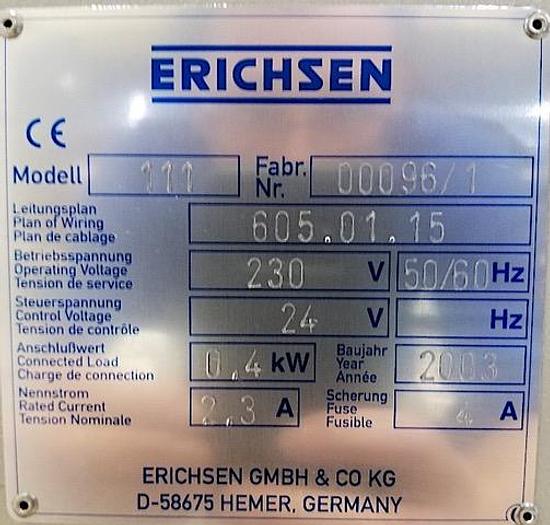 ERICHSEN
CE
Modell 111 Fabr. Nr. 00096/1
Leitungsplan
Plan of Wiring 605.01.15
Plan de cablage
Betriebsspannung
Operating Voltage 230 V 50/60 Hz
Tension de service
Steuerspannung
Control Voltage 24 V Hz
Tension de contrôle
Anschlußwert Baujahr
Connected Load 0,4 kW Year 2003
Charge de connection Année
Nennstrom Scherung
Rated Current 2,3 A Fuse 4 A
Tension Nominale Fusible
ERICHSEN GMBH & CO KG
D-58675 HEMER, GERMANY